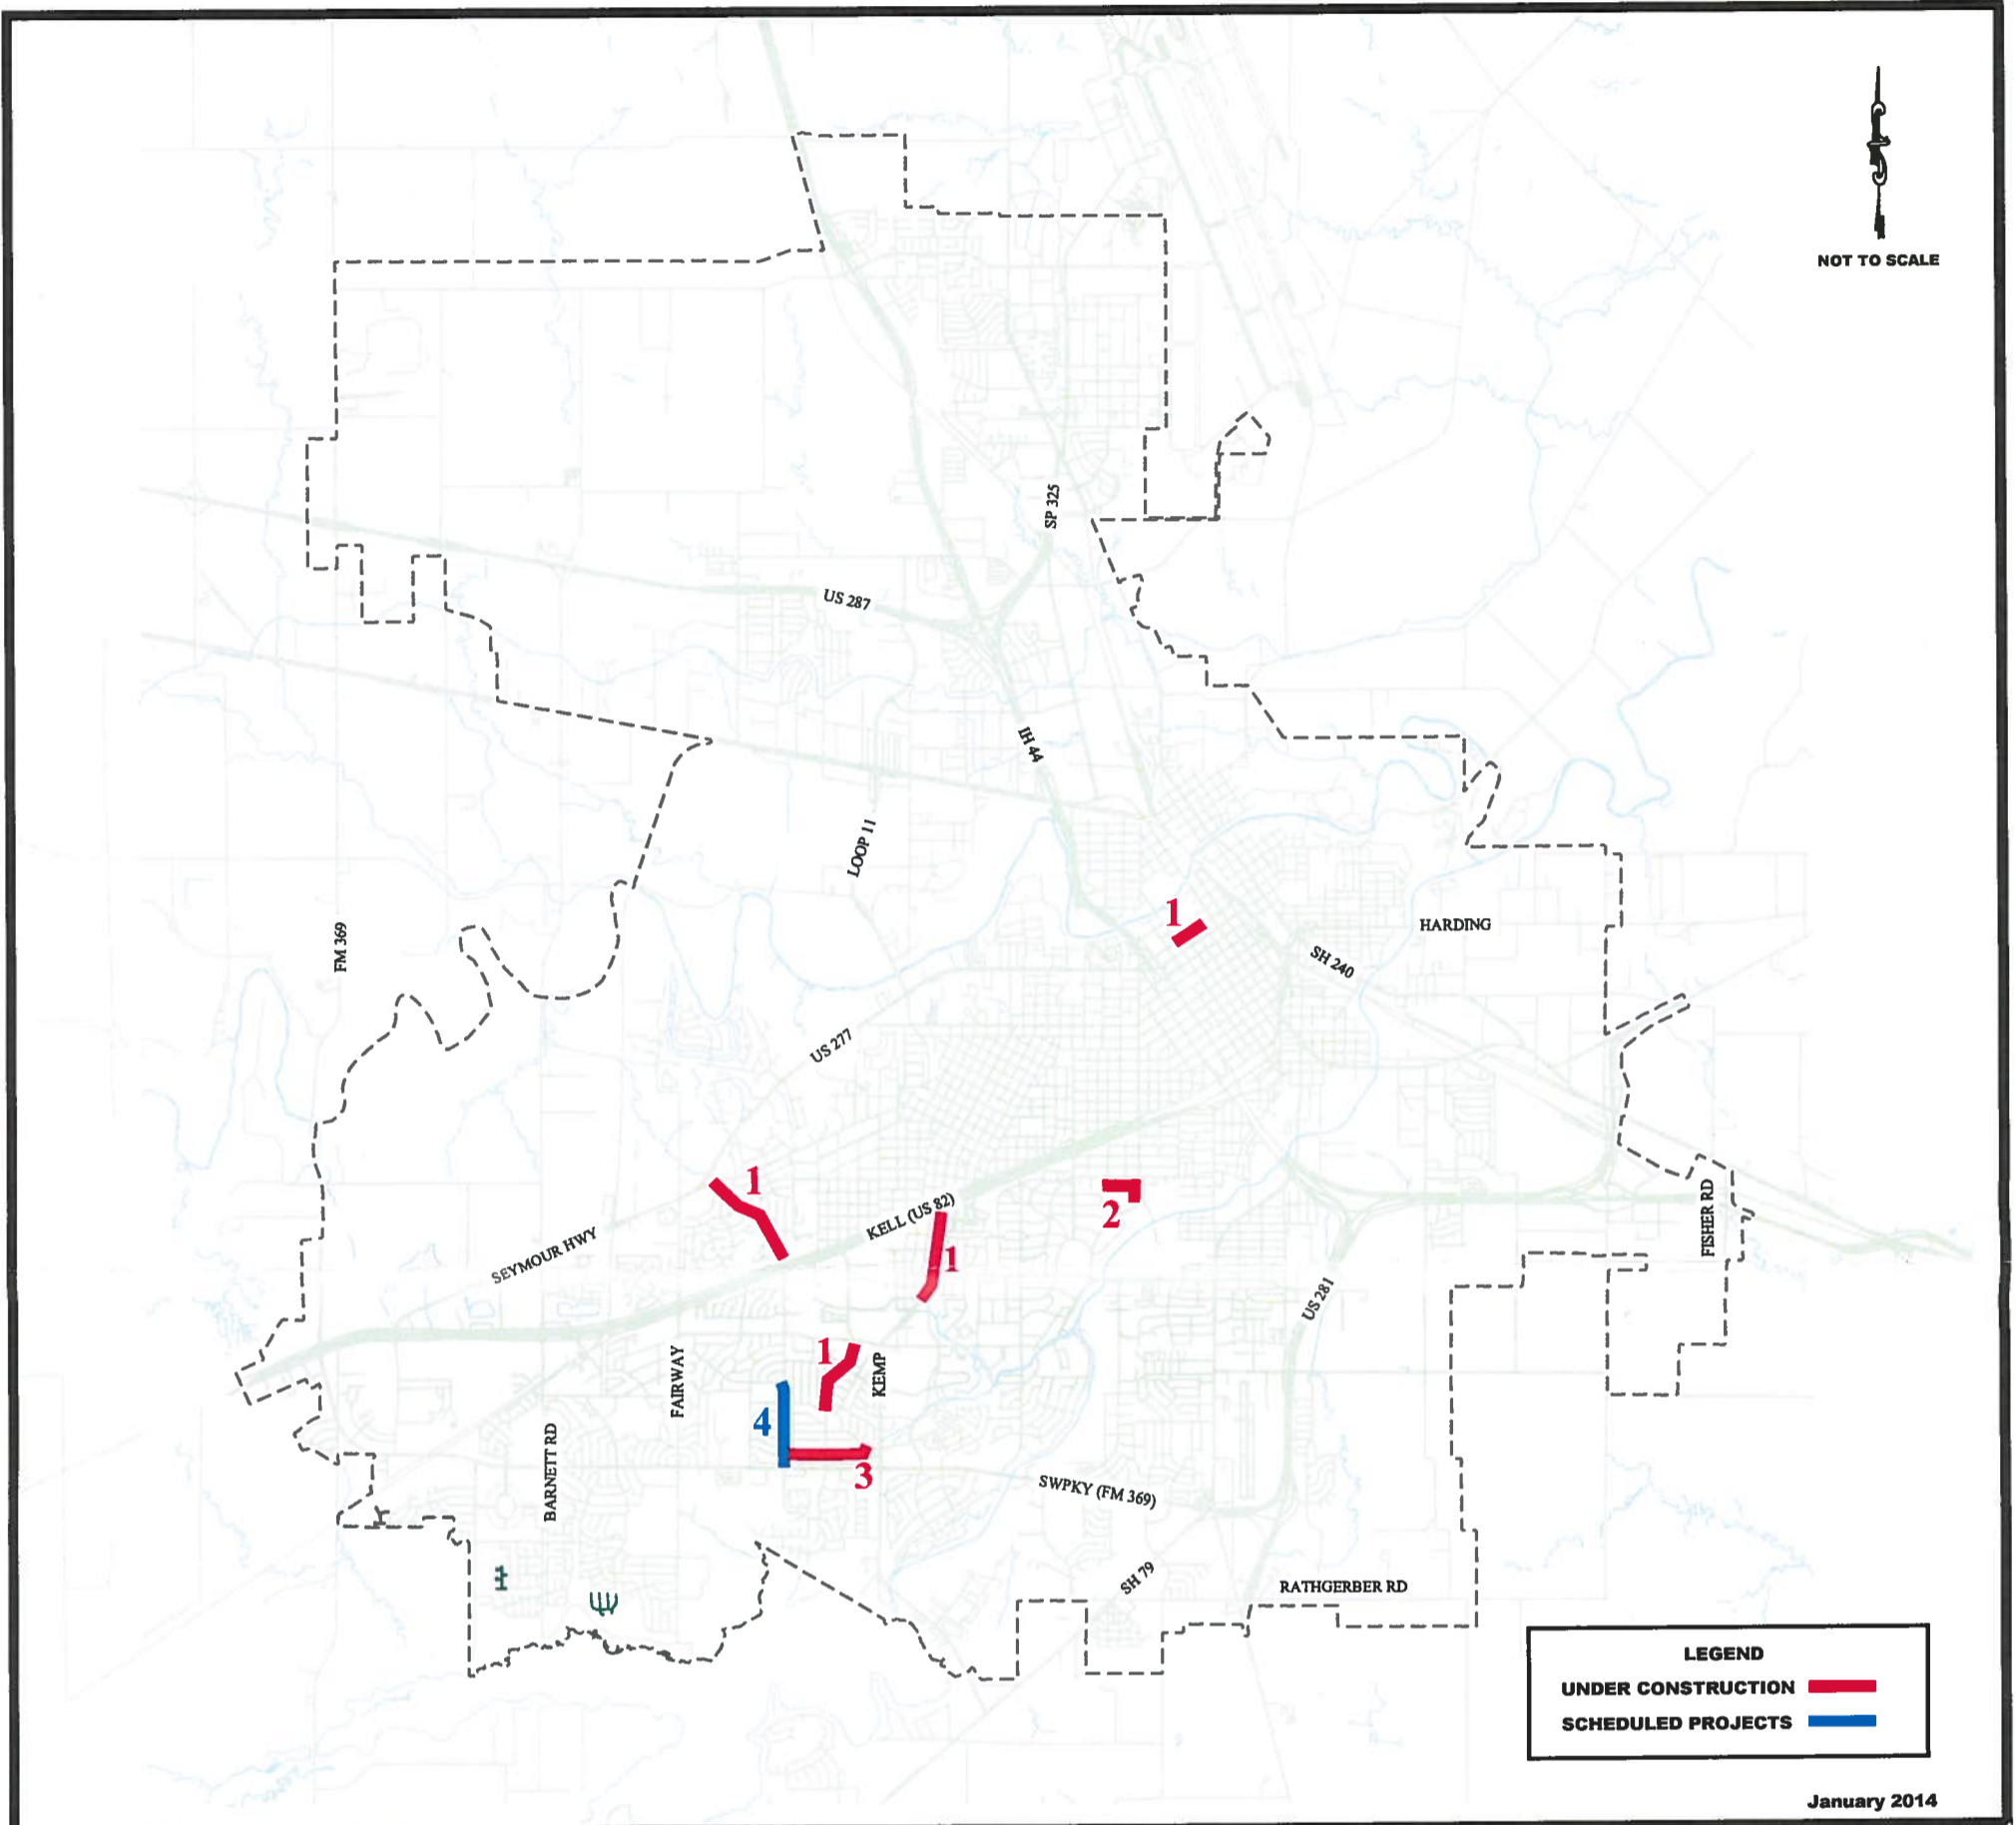 NOT TO SCALE
SP 325
US 287
IH 44
LOOP 11
1
HARDING
FM 369
SH 240
US 277
1
FISHER RD
KELL (US 82)
2
SEYMOUR HWY
1
US 281
1
FAIRWAY
KEMP
4
BARNETT RD
3
SWPKY (FM 369)
SH 79
RATHGERBER RD
LEGEND
UNDER CONSTRUCTION
SCHEDULED PROJECTS
January 2014